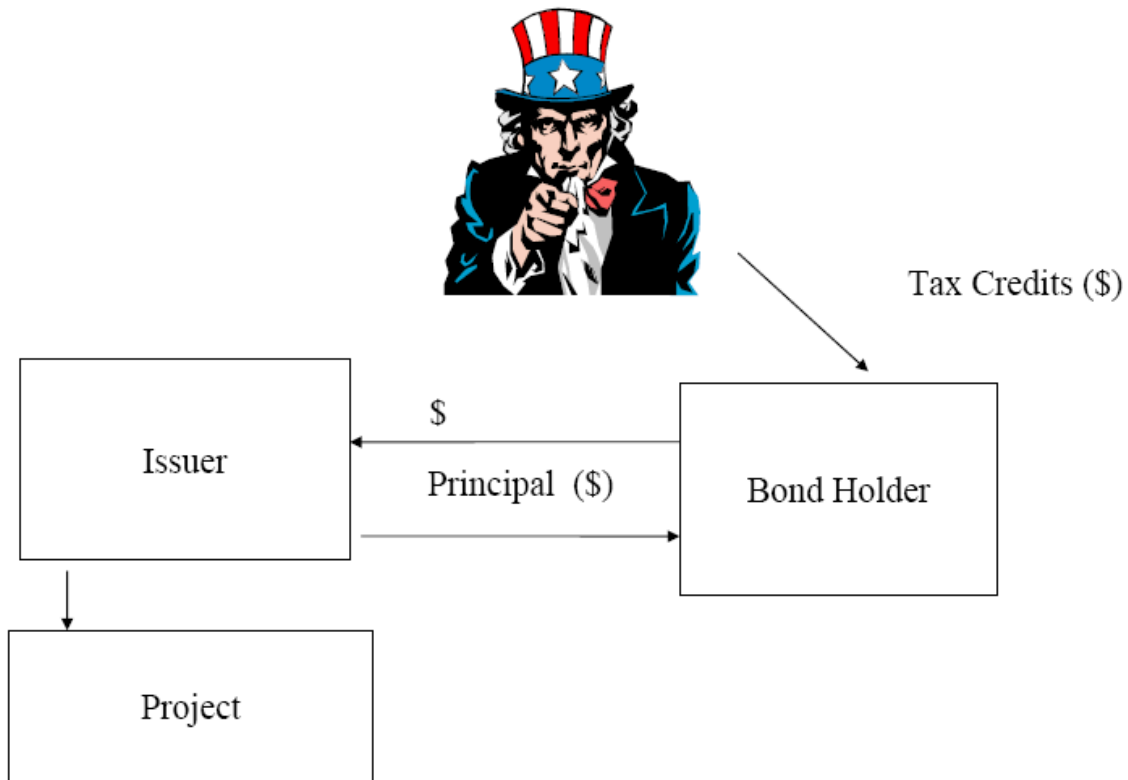 Tax Credits ($)
$
Issuer
Principal ($)
Bond Holder
Project